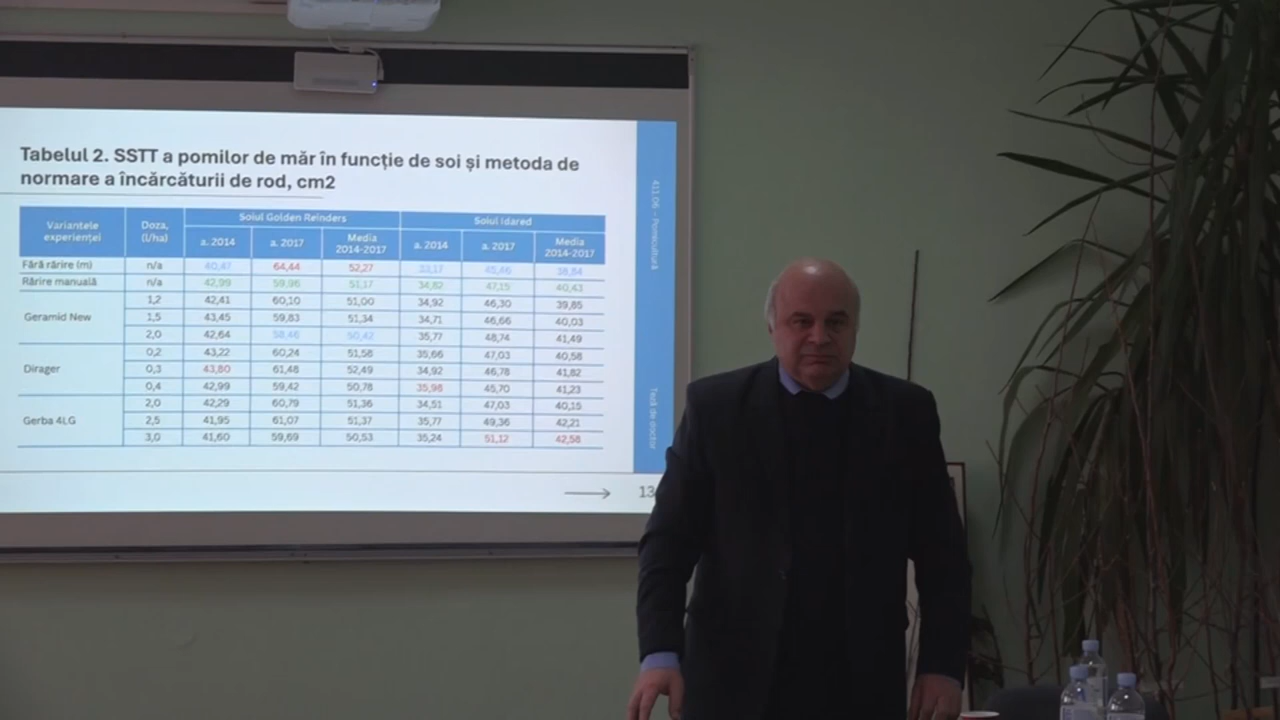 Tabelul 2. SSTT a pomilor de măr în funcție de soi și metoda de
normare a încărcăturii de rod, cm2
Variantele experienței Doza, (l/ha) Soiul Golden Reinders Soiul Idared
a. 2014 a. 2017 Media 2014-2017 a. 2014 a. 2017 Media 2014-2017
Fără rărire (m) n/a 40,47 64,44 52,27 33,17 45,46 38,84
Rărire manuală n/a 42,99 59,96 51,17 34,82 47,15 40,43
Geramid New
1,2 42,41 60,10 51,00 34,92 46,30 39,85
1,5 43,45 59,83 51,34 34,71 46,66 40,03
2,0 42,64 58,46 50,42 35,77 48,74 41,49
Dirager
0,2 43,22 60,24 51,56 35,66 47,03 40,58
0,3 43,80 61,48 52,49 34,92 46,78 41,82
0,4 42,99 59,42 50,78 35,98 45,70 41,23
Gerba 4LG
2,0 42,29 60,79 51,36 34,51 47,03 40,15
2,5 41,95 61,07 51,37 35,77 49,36 42,21
3,0 41,60 59,69 50,53 35,24 51,12 42,58
411.06 – Pomicultură
Teză de doctor
13